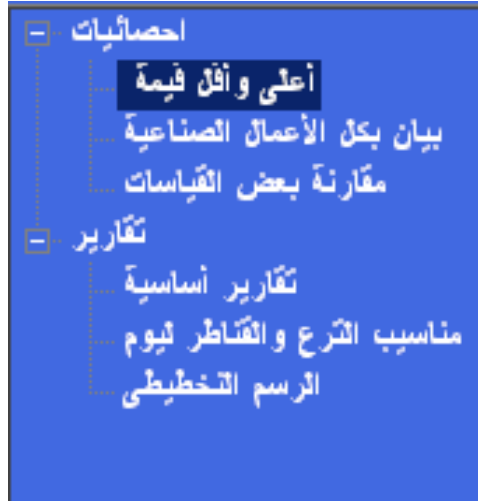 احصائيات
أعلى و أقل قيمة
بيان بكل الأعمال الصناعية
مقارنة بعض القياسات
تقارير
تقارير أساسية
مناسيب الترع والقناطر ليوم
الرسم التخطيطى